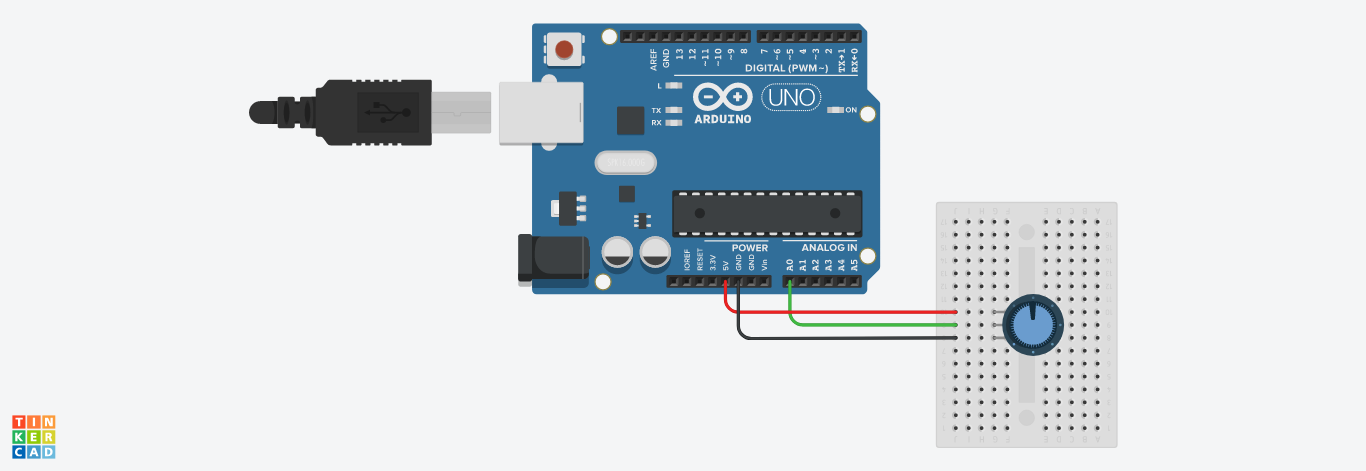 AREF
GND
13
12
~11
~10
~9
8
7
~6
~5
4
~3
2
TX→1
RX←0
DIGITAL (PWM~)
L
TX
RX
ARDUINO
UNO
ON
POWER
ANALOG IN
IOREF
RESET
3.3V
5V
GND
GND
Vin
A0
A1
A2
A3
A4
A5
TIN
KER
CAD